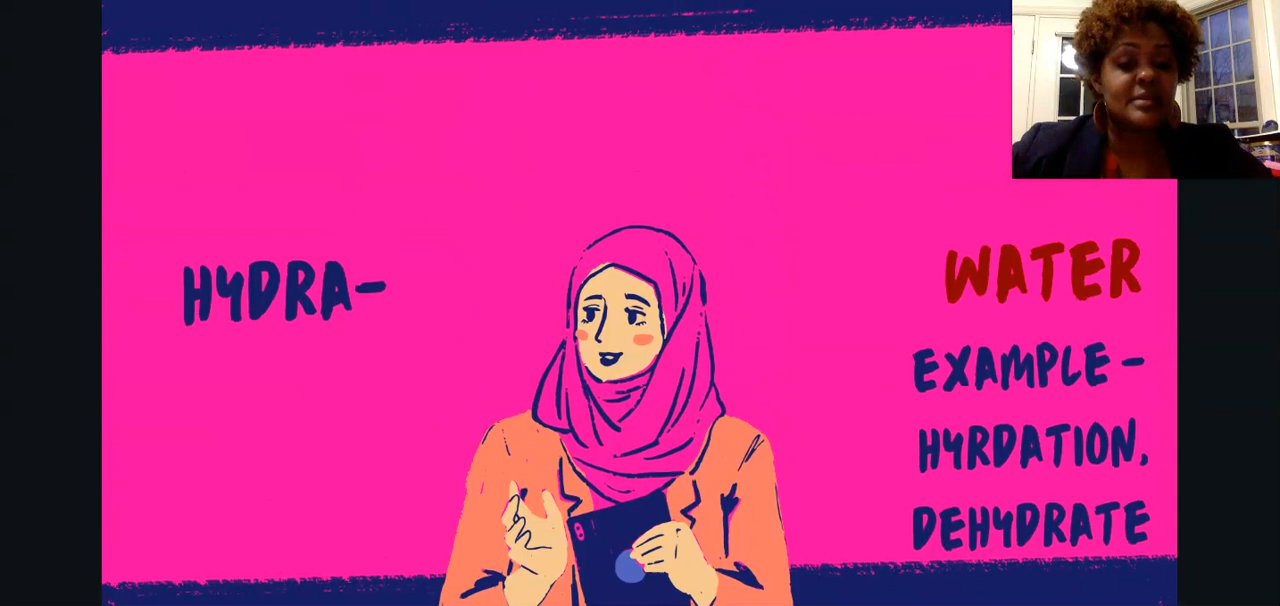 HYDRA-
WATER
EXAMPLE -
HYRDATION,
DEHYDRATE